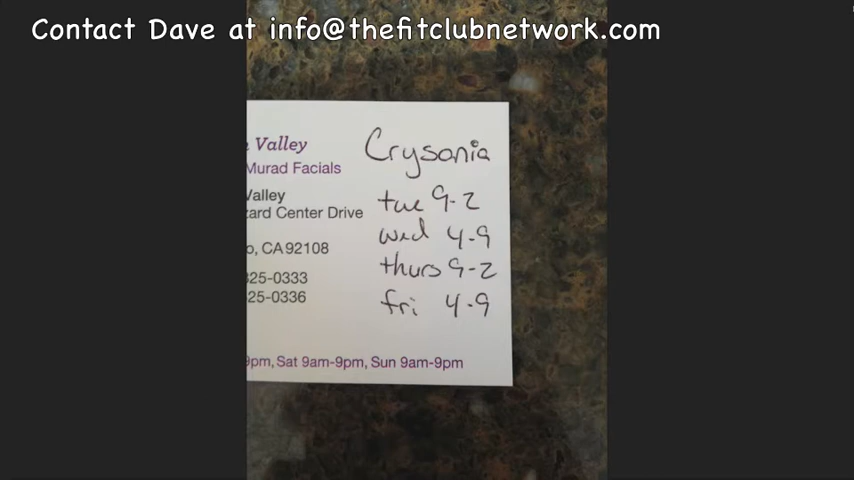 Contact Dave at info@thefitclubnetwork.com
Valley
Murad Facials
Valley
zard Center Drive
o, CA 92108
325-0333
25-0336
9pm, Sat 9am-9pm, Sun 9am-9pm
Crysania
tue 9-2
wed 4-9
thurs 9-2
fri 4-9